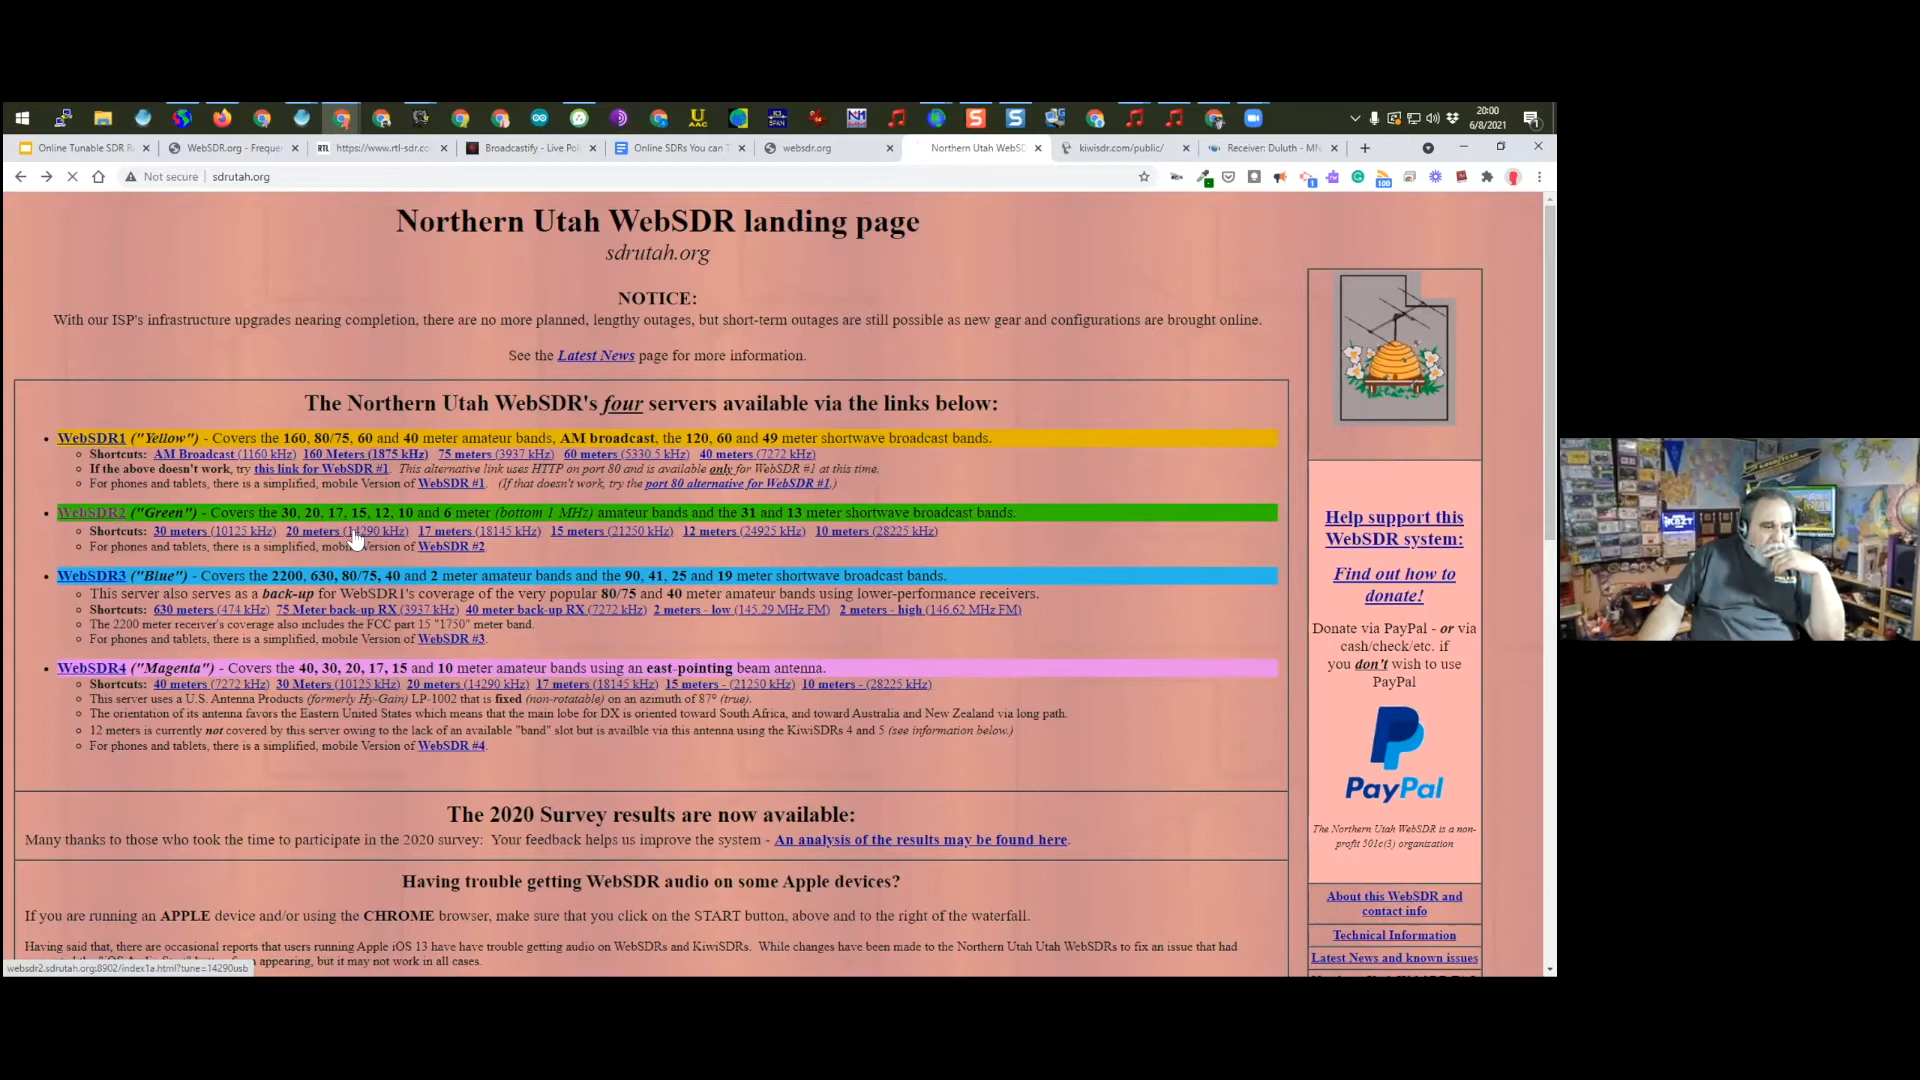 20:00
6/8/2021
Online Tunable SDR R
WebSDR.org - Freque
https://www.rtl-sdr.co
Broadcastify - Live Pol
Online SDRs You can T
websdr.org
Northern Utah WebSD
kiwisdr.com/public/
Receiver: Duluth - MN
Not secure
sdrutah.org
Northern Utah WebSDR landing page
sdrutah.org
NOTICE:
With our ISP's infrastructure upgrades nearing completion, there are no more planned, lengthy outages, but short-term outages are still possible as new gear and configurations are brought online.
See the Latest News page for more information.
The Northern Utah WebSDR's four servers available via the links below:
WebSDR1 ("Yellow") - Covers the 160, 80/75, 60 and 40 meter amateur bands, AM broadcast, the 120, 60 and 49 meter shortwave broadcast bands.
Shortcuts: AM Broadcast (1160 kHz) 160 Meters (1875 kHz) 75 meters (3937 kHz) 60 meters (5330.5 kHz) 40 meters (7272 kHz)
If the above doesn't work, try this link for WebSDR #1. This alternative link uses HTTP on port 80 and is available only for WebSDR #1 at this time.
For phones and tablets, there is a simplified, mobile Version of WebSDR #1. (If that doesn't work, try the port 80 alternative for WebSDR #1.)
WebSDR2 ("Green") - Covers the 30, 20, 17, 15, 12, 10 and 6 meter (bottom 1 MHz) amateur bands and the 31 and 13 meter shortwave broadcast bands.
Shortcuts: 30 meters (10125 kHz) 20 meters (14290 kHz) 17 meters (18145 kHz) 15 meters (21250 kHz) 12 meters (24925 kHz) 10 meters (28225 kHz)
For phones and tablets, there is a simplified, mobile Version of WebSDR #2.
WebSDR3 ("Blue") - Covers the 2200, 630, 80/75, 40 and 2 meter amateur bands and the 90, 41, 25 and 19 meter shortwave broadcast bands.
This server also serves as a back-up for WebSDR1's coverage of the very popular 80/75 and 40 meter amateur bands using lower-performance receivers.
Shortcuts: 630 meters (474 kHz) 75 Meter back-up RX (3937 kHz) 40 meter back-up RX (7272 kHz) 2 meters - low (145.29 MHz FM) 2 meters - high (146.62 MHz FM)
The 2200 meter receiver's coverage also includes the FCC part 15 "1750" meter band.
For phones and tablets, there is a simplified, mobile Version of WebSDR #3.
WebSDR4 ("Magenta") - Covers the 40, 30, 20, 17, 15 and 10 meter amateur bands using an east-pointing beam antenna.
Shortcuts: 40 meters (7272 kHz) 30 Meters (10125 kHz) 20 meters (14290 kHz) 17 meters (18145 kHz) 15 meters - (21250 kHz) 10 meters - (28225 kHz)
This server uses a U.S. Antenna Products (formerly Hy-Gain) LP-1002 that is fixed (non-rotatable) on an azimuth of 87° (true).
The orientation of its antenna favors the Eastern United States which means that the main lobe for DX is oriented toward South Africa, and toward Australia and New Zealand via long path.
12 meters is currently not covered by this server owing to the lack of an available "band" slot but is availble via this antenna using the KiwiSDRs 4 and 5 (see information below.)
For phones and tablets, there is a simplified, mobile Version of WebSDR #4.
The 2020 Survey results are now available:
Many thanks to those who took the time to participate in the 2020 survey: Your feedback helps us improve the system - An analysis of the results may be found here.
Having trouble getting WebSDR audio on some Apple devices?
If you are running an APPLE device and/or using the CHROME browser, make sure that you click on the START button, above and to the right of the waterfall.
Having said that, there are occasional reports that users running Apple iOS 13 have have trouble getting audio on WebSDRs and KiwiSDRs. While changes have been made to the Northern Utah Utah WebSDRs to fix an issue that had
appearing, but it may not work in all cases.
websdr2.sdrutah.org:8902/index1a.html?tune=14290usb
Help support this
WebSDR system:
Find out how to
donate!
Donate via PayPal - or via
cash/check/etc. if
you don't wish to use
PayPal
PayPal
The Northern Utah WebSDR is a non-
profit 501c(3) organization
About this WebSDR and
contact info
Technical Information
Latest News and known issues
K8ZT
GOODYEAR